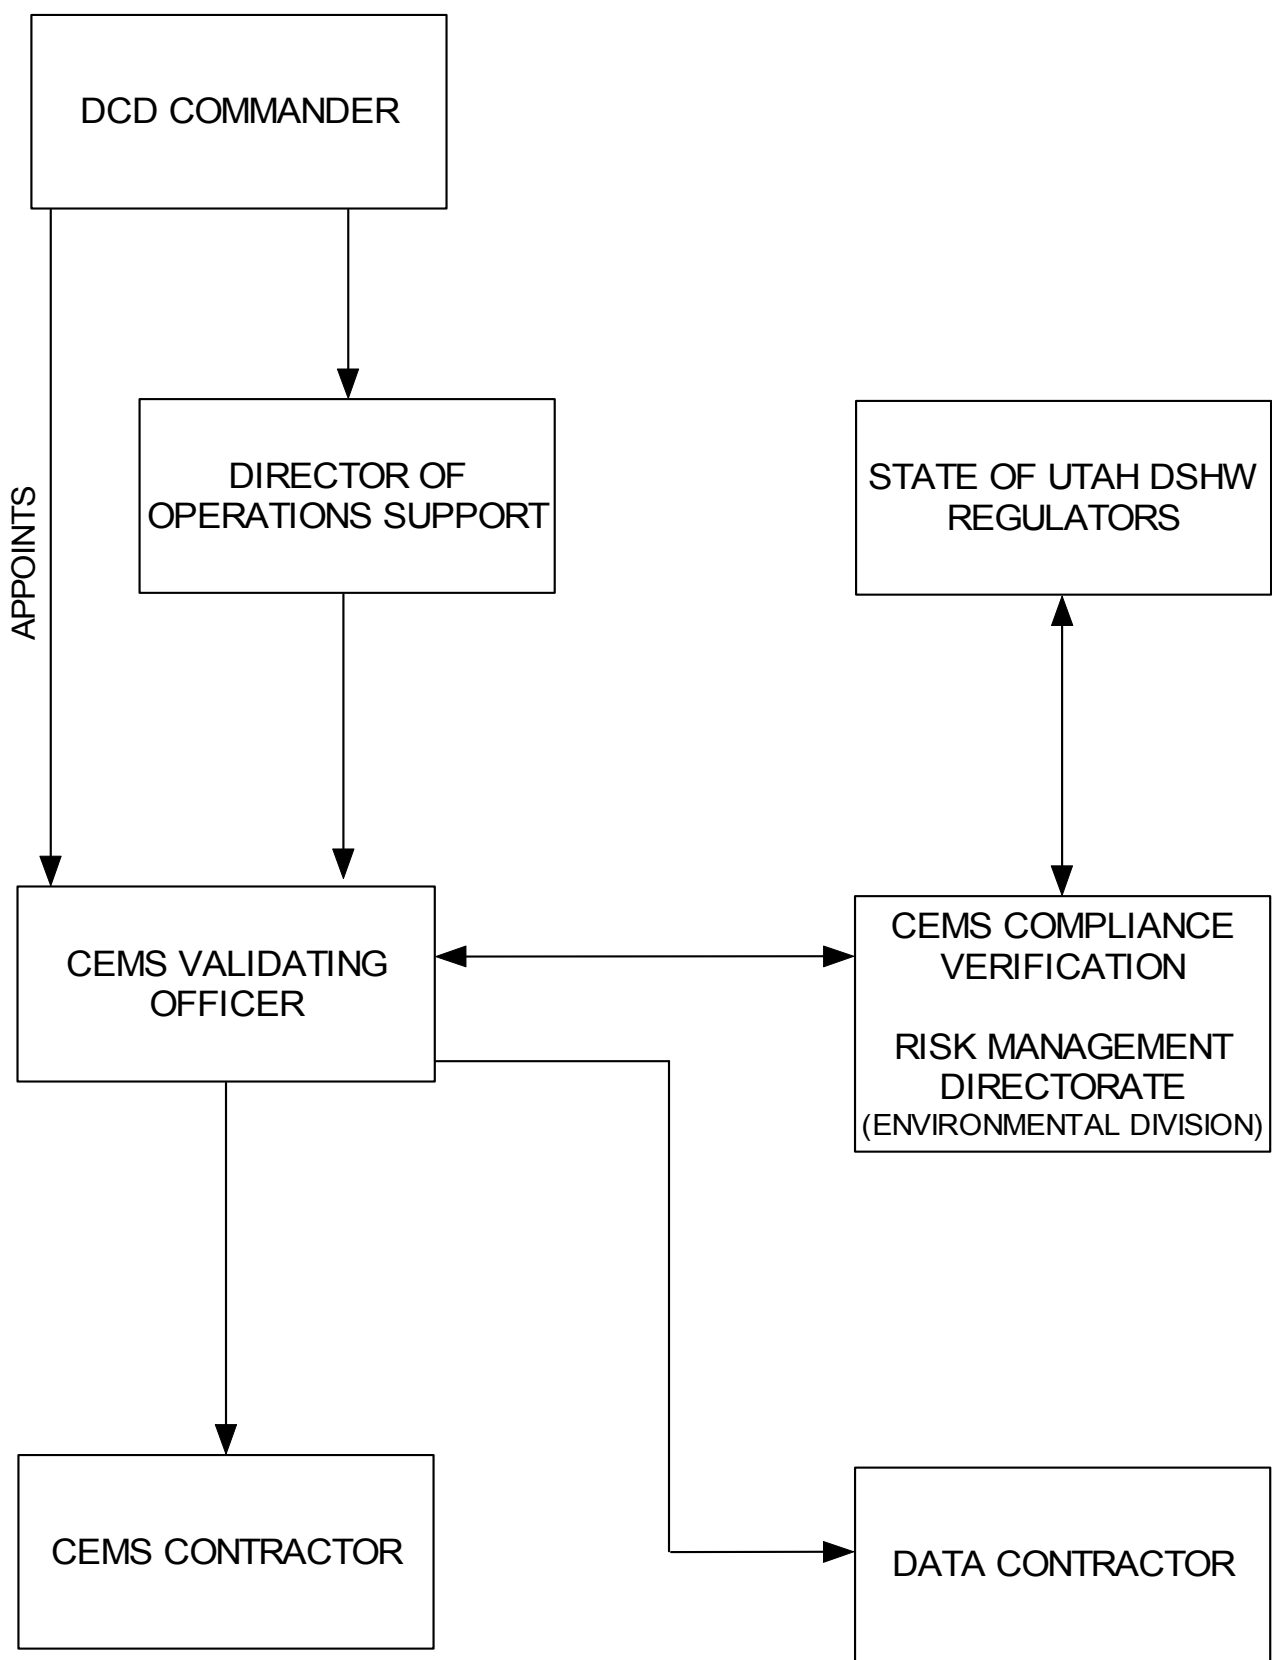 DCD COMMANDER
APPOINTS
DIRECTOR OF
OPERATIONS SUPPORT
STATE OF UTAH DSHW
REGULATORS
CEMS VALIDATING
OFFICER
CEMS COMPLIANCE
VERIFICATION
RISK MANAGEMENT
DIRECTORATE
(ENVIRONMENTAL DIVISION)
CEMS CONTRACTOR
DATA CONTRACTOR